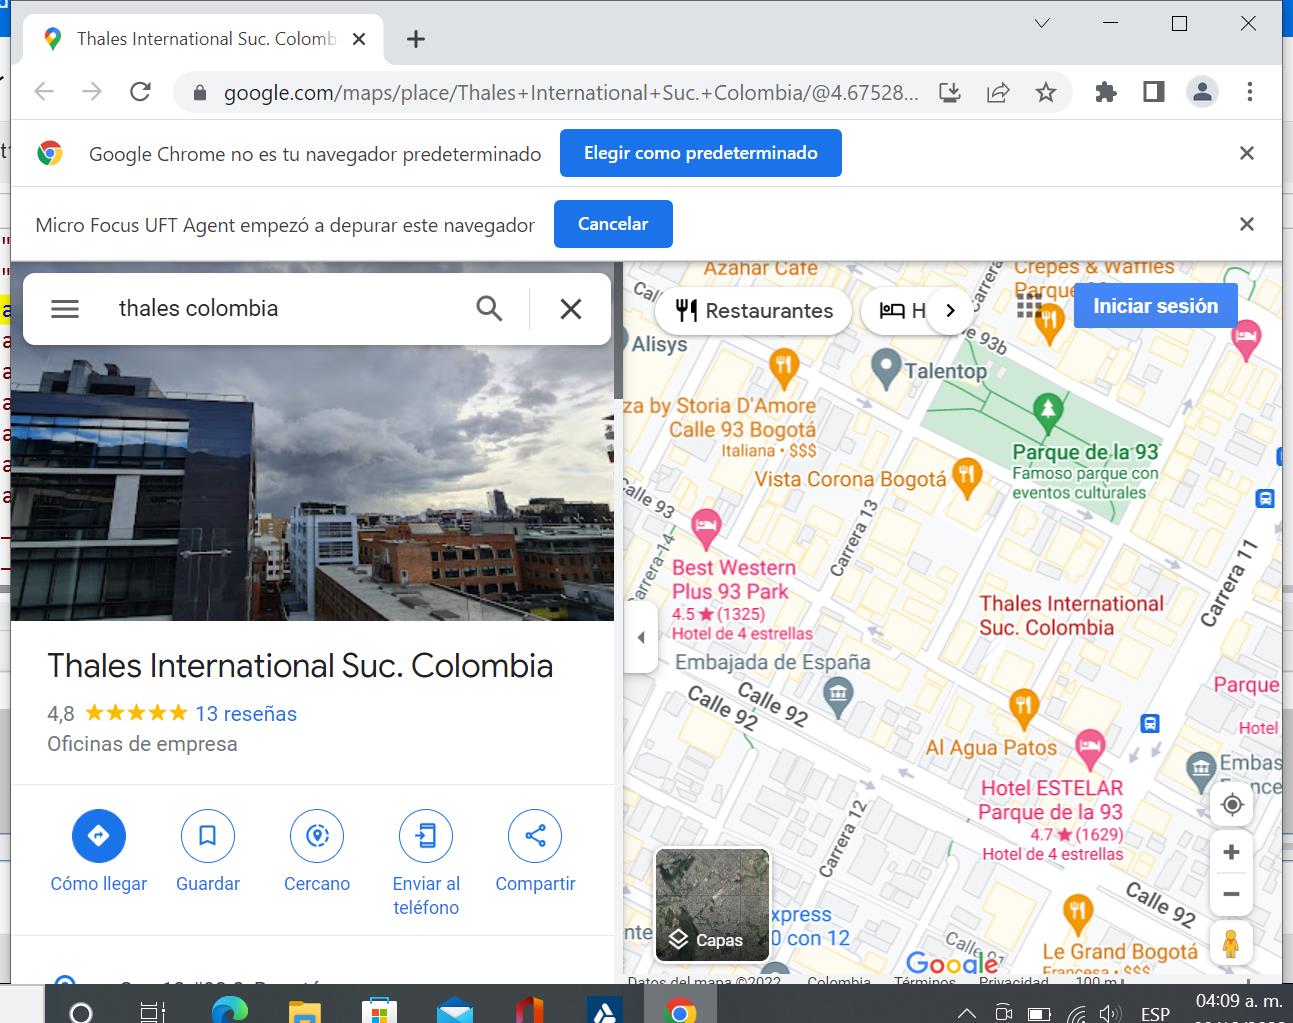 Thales International Suc. Colomb
google.com/maps/place/Thales+International+Suc.+Colombia/@4.67528...
Google Chrome no es tu navegador predeterminado
Elegir como predeterminado
Micro Focus UFT Agent empezó a depurar este navegador
Cancelar
thales colombia
Thales International Suc. Colombia
4,8
13 reseñas
Oficinas de empresa
Cómo llegar
Guardar
Cercano
Enviar al
teléfono
Compartir
Azahar Cafe
Crepes & Waffles
Parque
Carrera
Restaurantes
H
Iniciar sesión
Alisys
Talentop
e 93b
za by Storia D'Amore
Calle 93 Bogotá
Italiana • $$$
Parque de la 93
Famoso parque con
eventos culturales
Vista Corona Bogotá
Calle 93
Carrera 13
Carrera 14
Carrera 11
Best Western
Plus 93 Park
4.5 ★ (1325)
Hotel de 4 estrellas
Thales International
Suc. Colombia
Embajada de España
Calle 92
Calle 92
Parque
Hotel
Al Agua Patos
Hotel ESTELAR
Parque de la 93
4.7 ★ (1629)
Hotel de 4 estrellas
Embas
Carrera 12
Calle 92
xpress
0 con 12
Capas
Le Grand Bogotá
Francesa • $$$
Google
Datos del mapa ©2022
Colombia
Términos
Privacidad
100 m
ESP
04:09 a. m.